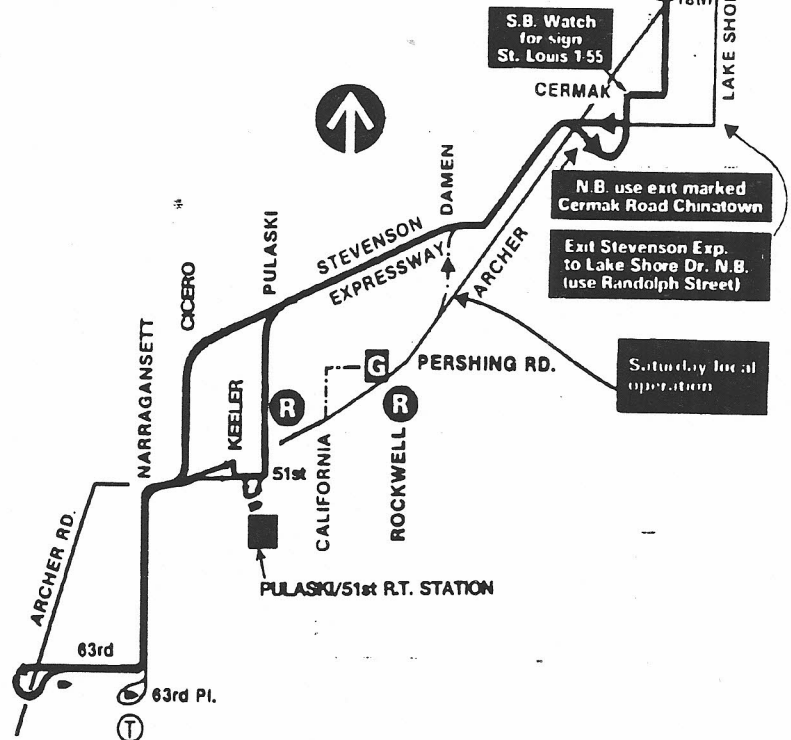 18th
S.B. Watch
for sign
St. Louis 1-55
LAKE SHO
CERMAK
N.B. use exit marked
Cermak Road Chinatown
DAMEN
Exit Stevenson Exp.
to Lake Shore Dr. N.B.
(use Randolph Street)
PULASKI
STEVENSON
EXPRESSWAY
ARCHER
CICERO
NARRAGANSETT
G
PERSHING RD.
Saturday local
operation
KEELER
R
R
51st
CALIFORNIA
ROCKWELL
ARCHER RD.
PULASKI/51st R.T. STATION
63rd
63rd Pl.
T